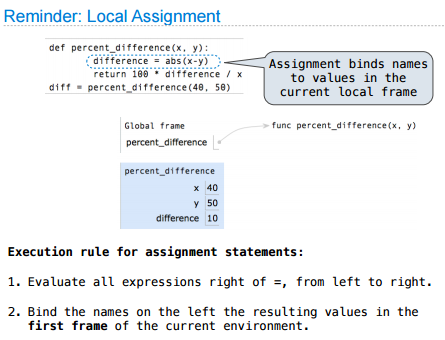 Reminder: Local Assignment
def percent_difference(x, y):
difference = abs(x-y)
return 100 * difference / x
diff = percent_difference(40, 50)
Assignment binds names
to values in the
current local frame
Global frame
func percent_difference(x, y)
percent_difference
percent_difference
x 40
y 50
difference 10
Execution rule for assignment statements:
1. Evaluate all expressions right of =, from left to right.
2. Bind the names on the left the resulting values in the
first frame of the current environment.